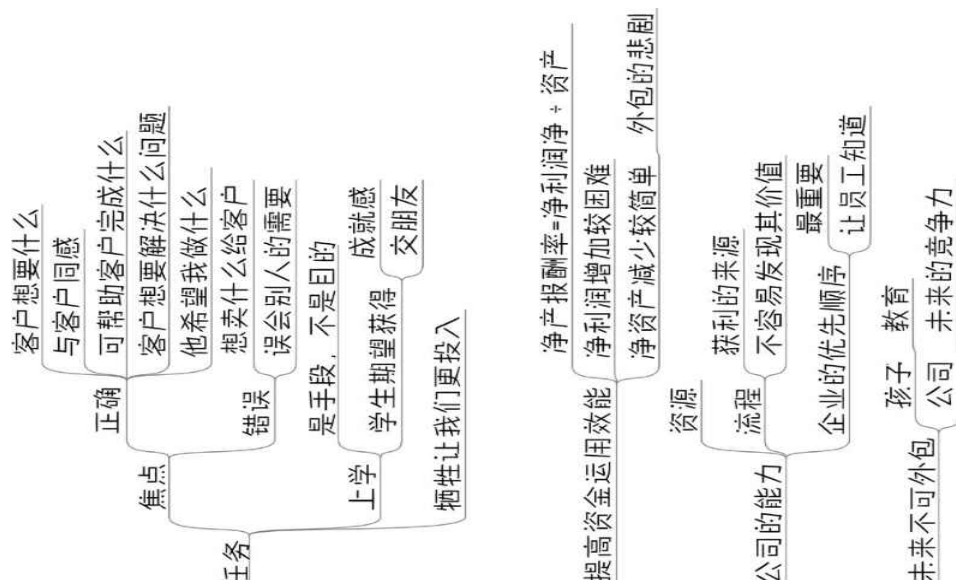 任务
焦点
正确
客户想要什么
与客户同感
可帮助客户完成什么
客户想要解决什么问题
他希望我做什么
错误
想卖什么给客户
误会别人的需要
上学
是手段，不是目的
学生期望获得
成就感
交朋友
牺牲让我们更投入
提高资金运用效能
净产报酬率=净利润净÷资产
净利润增加较困难
净资产减少较简单
外包的悲剧
公司的能力
资源
流程
获利的来源
不容易发现其价值
企业的优先顺序
最重要
让员工知道
未来不可外包
孩子
教育
公司
未来的竞争力